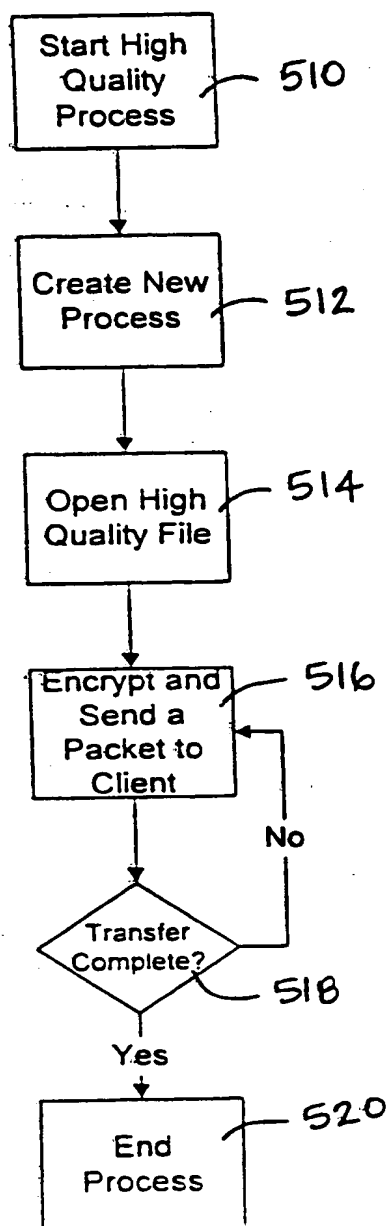 Start High
Quality
Process
510
Create New
Process
512
Open High
Quality File
514
Encrypt and
Send a
Packet to
Client
516
No
Transfer
Complete?
518
Yes
End
Process
520